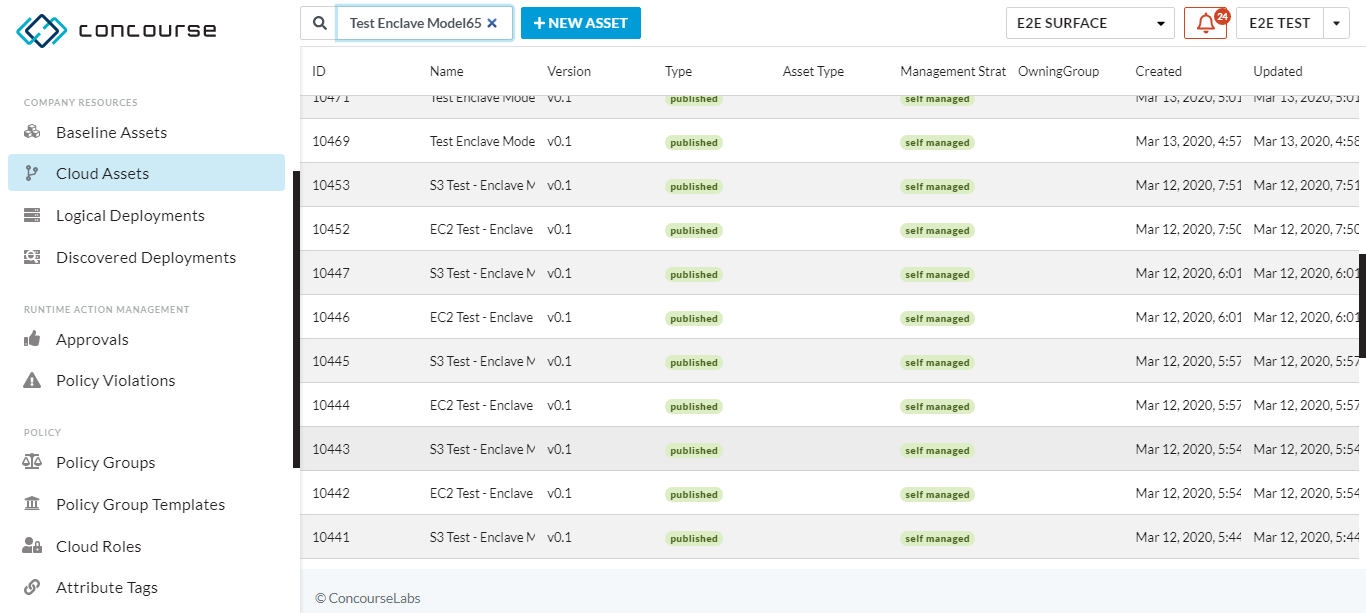 concourse
Test Enclave Model65 ×
+ NEW ASSET
E2E SURFACE
24
E2E TEST
COMPANY RESOURCES
Baseline Assets
Cloud Assets
Logical Deployments
Discovered Deployments
RUNTIME ACTION MANAGEMENT
Approvals
Policy Violations
POLICY
Policy Groups
Policy Group Templates
Cloud Roles
Attribute Tags
ID Name Version Type Asset Type Management Strat OwningGroup Created Updated
10471 Test Enclave Mode v0.1 published self managed Mar 13, 2020, 5:01 Mar 13, 2020, 5:01
10469 Test Enclave Mode v0.1 published self managed Mar 13, 2020, 4:57 Mar 13, 2020, 4:58
10453 S3 Test - Enclave M v0.1 published self managed Mar 12, 2020, 7:51 Mar 12, 2020, 7:51
10452 EC2 Test - Enclave v0.1 published self managed Mar 12, 2020, 7:50 Mar 12, 2020, 7:50
10447 S3 Test - Enclave M v0.1 published self managed Mar 12, 2020, 6:01 Mar 12, 2020, 6:01
10446 EC2 Test - Enclave v0.1 published self managed Mar 12, 2020, 6:01 Mar 12, 2020, 6:01
10445 S3 Test - Enclave M v0.1 published self managed Mar 12, 2020, 5:57 Mar 12, 2020, 5:57
10444 EC2 Test - Enclave v0.1 published self managed Mar 12, 2020, 5:57 Mar 12, 2020, 5:57
10443 S3 Test - Enclave M v0.1 published self managed Mar 12, 2020, 5:54 Mar 12, 2020, 5:54
10442 EC2 Test - Enclave v0.1 published self managed Mar 12, 2020, 5:54 Mar 12, 2020, 5:54
10441 S3 Test - Enclave M v0.1 published self managed Mar 12, 2020, 5:44 Mar 12, 2020, 5:44
© ConcourseLabs